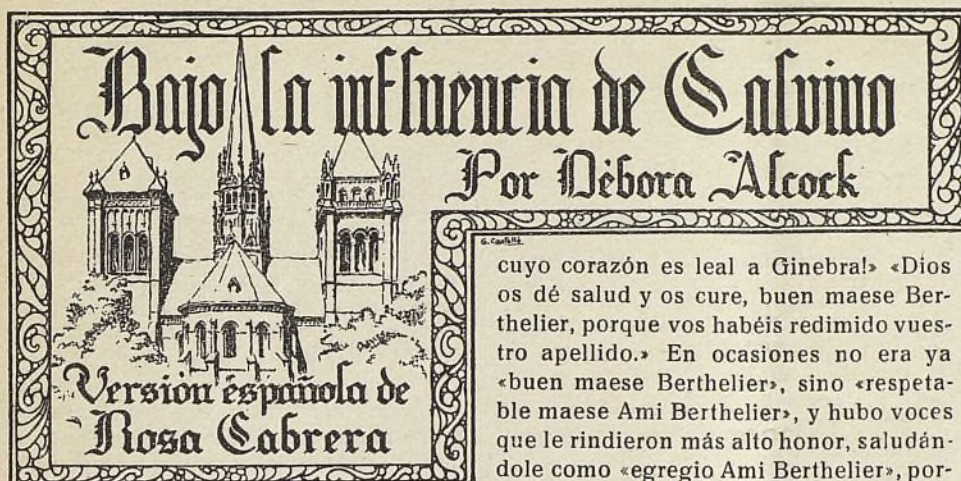 Bajo la influencia de Calvino
Por Débora Alcock
Versión española de
Rosa Cabrera
G. Castelló
cuyo corazón es leal a Ginebra!» «Dios
os dé salud y os cure, buen maese Ber-
thelier, porque vos habéis redimido vues-
tro apellido.» En ocasiones no era ya
«buen maese Berthelier», sino «respeta-
ble maese Ami Berthelier», y hubo voces
que le rindieron más alto honor, saludán-
dole como «egregio Ami Berthelier», por-